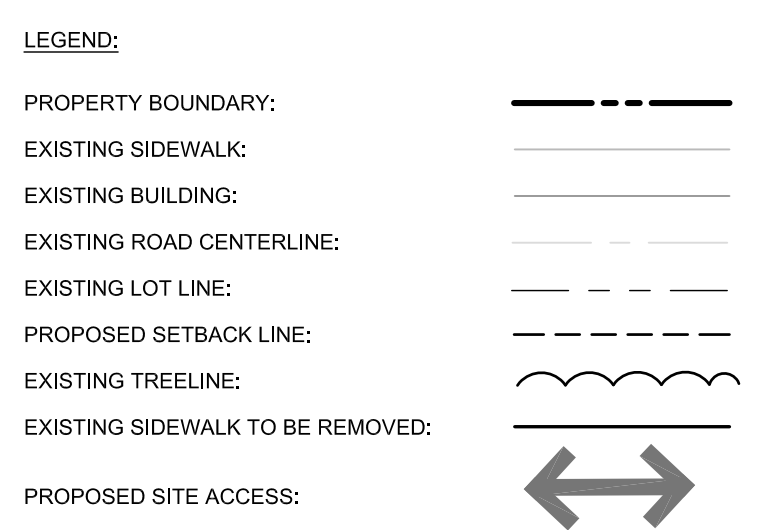 LEGEND:
PROPERTY BOUNDARY:
EXISTING SIDEWALK:
EXISTING BUILDING:
EXISTING ROAD CENTERLINE:
EXISTING LOT LINE:
PROPOSED SETBACK LINE:
EXISTING TREELINE:
EXISTING SIDEWALK TO BE REMOVED:
PROPOSED SITE ACCESS: